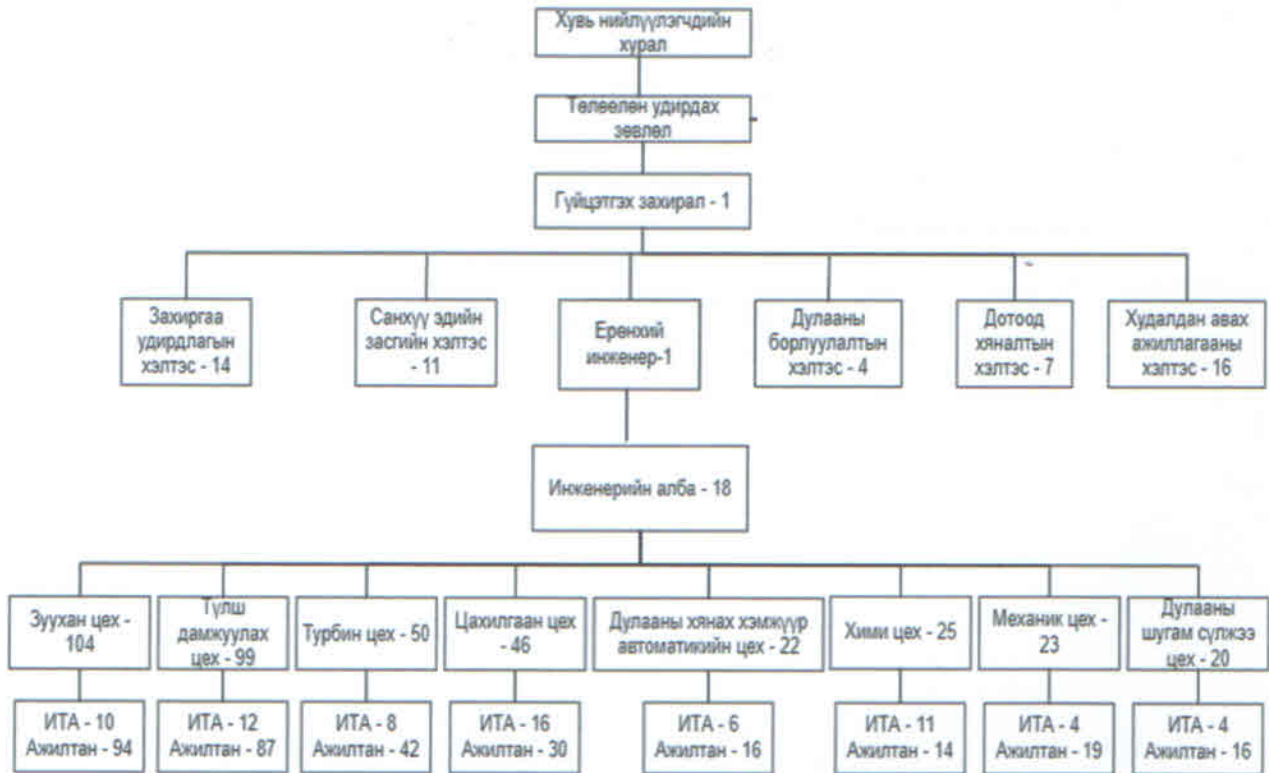 Хувь нийлүүлэгчдийн
хурал
Төлөөлөн удирдах
зөвлөл
Гүйцэтгэх захирал - 1
Захиргаа
удирдлагын
хэлтэс - 14
Санхүү эдийн
засгийн хэлтэс
- 11
Ерөнхий
инженер-1
Дулааны
борлуулалтын
хэлтэс - 4
Дотоод
хяналтын
хэлтэс - 7
Худалдан авах
ажиллагааны
хэлтэс - 16
Инженерийн алба - 18
Зуухан цех -
104
Түлш
дамжуулах
цех - 99
Турбин цех - 50
Цахилгаан цех
- 46
Дулааны хянах хэмжүүр
автоматикийн цех - 22
Хими цех - 25
Механик цех -
23
Дулааны
шугам сүлжээ
цех - 20
ИТА - 10
Ажилтан - 94
ИТА - 12
Ажилтан - 87
ИТА - 8
Ажилтан - 42
ИТА - 16
Ажилтан - 30
ИТА - 6
Ажилтан - 16
ИТА - 11
Ажилтан - 14
ИТА - 4
Ажилтан - 19
ИТА - 4
Ажилтан - 16